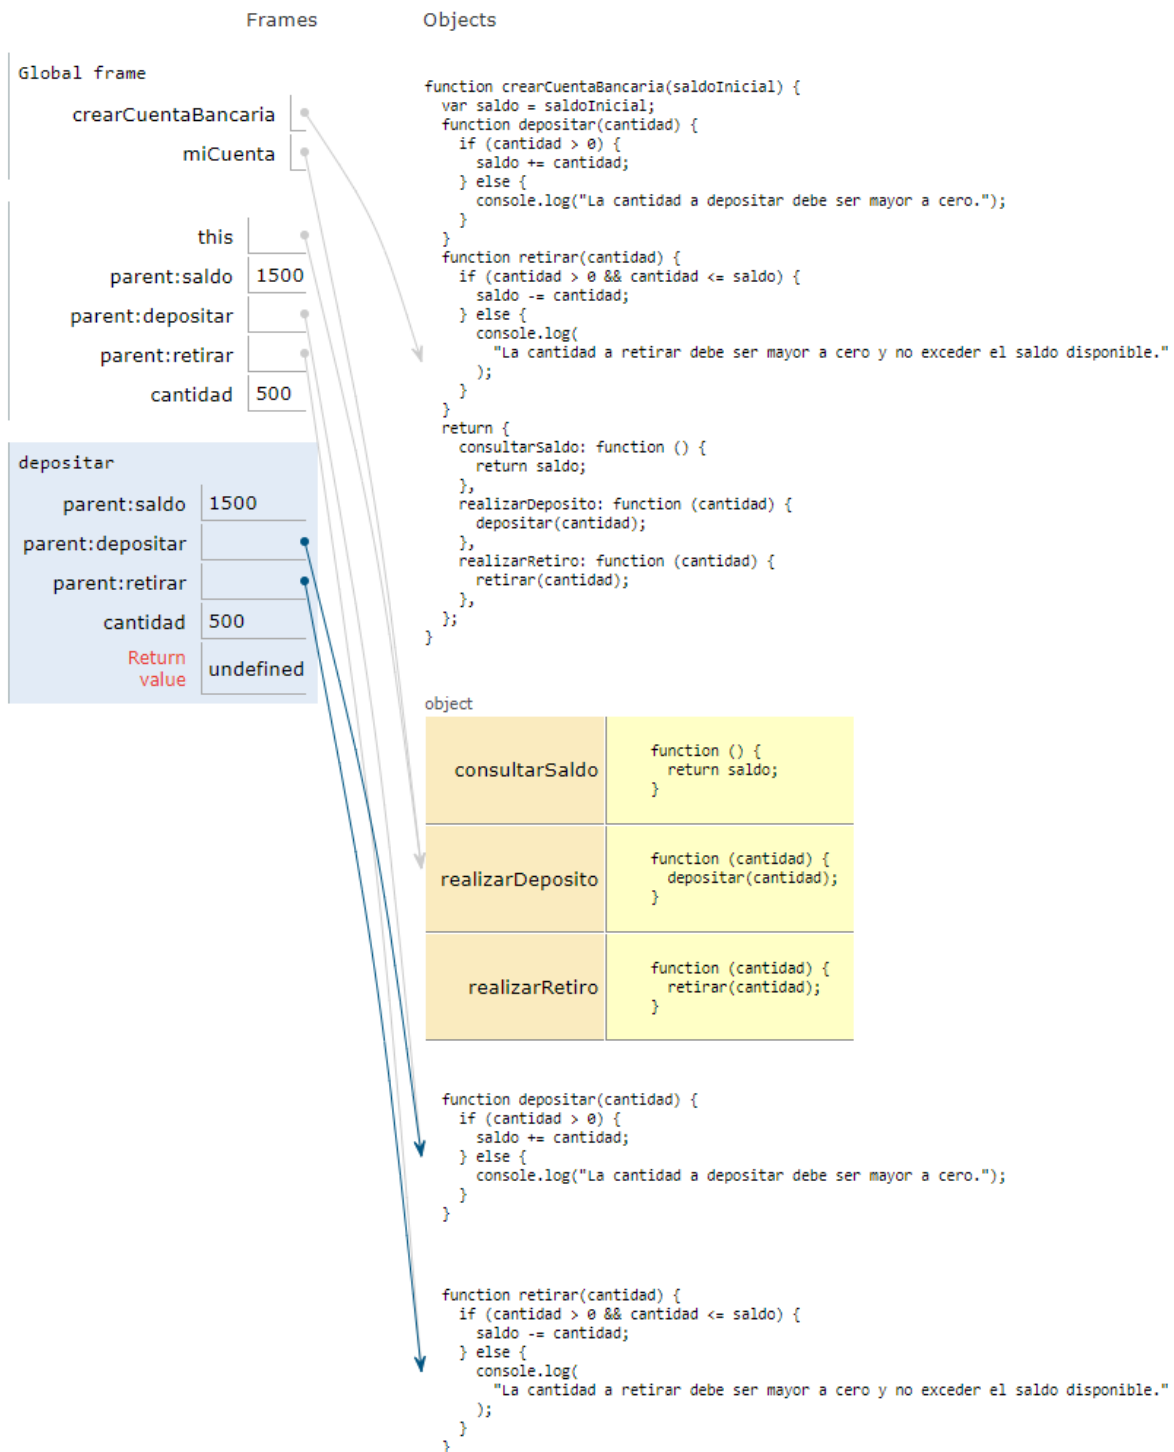 Frames
Objects
Global frame
crearCuentaBancaria
miCuenta
this
parent:saldo 1500
parent:depositar
parent:retirar
cantidad 500
depositar
parent:saldo 1500
parent:depositar
parent:retirar
cantidad 500
Return
value undefined
function crearCuentaBancaria(saldoInicial) {
  var saldo = saldoInicial;
  function depositar(cantidad) {
    if (cantidad > 0) {
      saldo += cantidad;
    } else {
      console.log("La cantidad a depositar debe ser mayor a cero.");
    }
  }
  function retirar(cantidad) {
    if (cantidad > 0 && cantidad <= saldo) {
      saldo -= cantidad;
    } else {
      console.log(
        "La cantidad a retirar debe ser mayor a cero y no exceder el saldo disponible."
      );
    }
  }
  return {
    consultarSaldo: function () {
      return saldo;
    },
    realizarDeposito: function (cantidad) {
      depositar(cantidad);
    },
    realizarRetiro: function (cantidad) {
      retirar(cantidad);
    },
  };
}
object
consultarSaldo
function () {
  return saldo;
}
realizarDeposito
function (cantidad) {
  depositar(cantidad);
}
realizarRetiro
function (cantidad) {
  retirar(cantidad);
}
function depositar(cantidad) {
  if (cantidad > 0) {
    saldo += cantidad;
  } else {
    console.log("La cantidad a depositar debe ser mayor a cero.");
  }
}
function retirar(cantidad) {
  if (cantidad > 0 && cantidad <= saldo) {
    saldo -= cantidad;
  } else {
    console.log(
      "La cantidad a retirar debe ser mayor a cero y no exceder el saldo disponible."
    );
  }
}